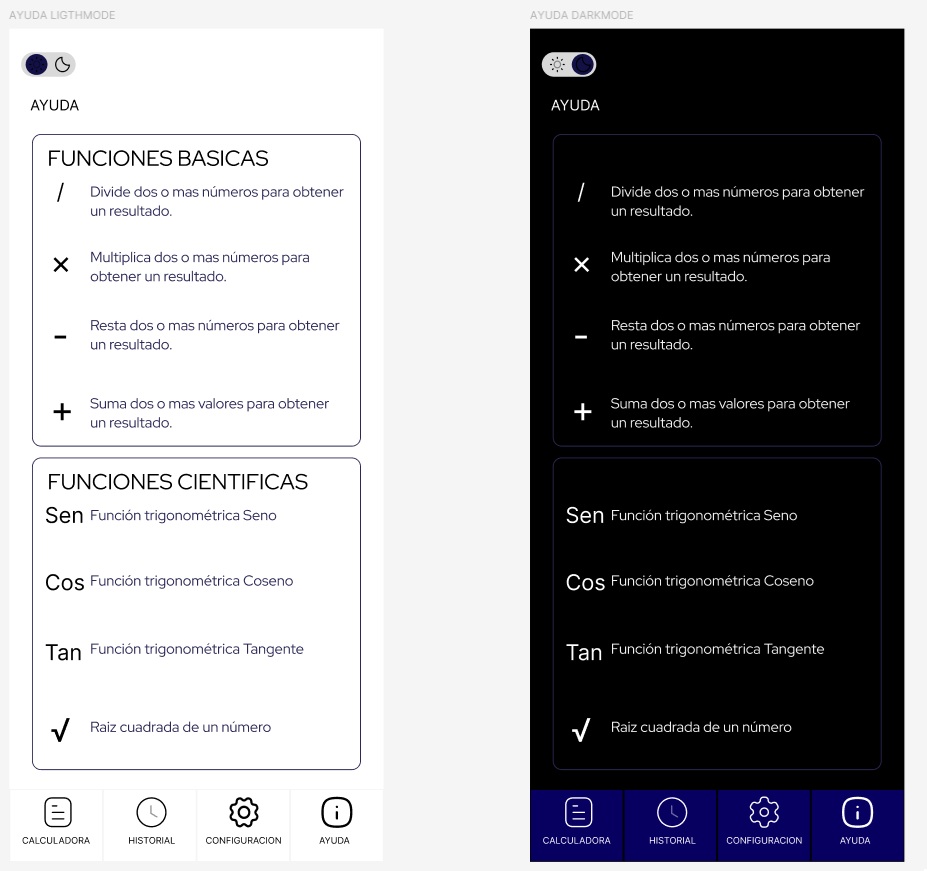 AYUDA LIGTHMODE
AYUDA
FUNCIONES BASICAS
/ Divide dos o mas números para obtener
un resultado.
× Multiplica dos o mas números para
obtener un resultado.
- Resta dos o mas números para obtener
un resultado.
+ Suma dos o mas valores para obtener
un resultado.
FUNCIONES CIENTIFICAS
Sen Función trigonométrica Seno
Cos Función trigonométrica Coseno
Tan Función trigonométrica Tangente
√ Raiz cuadrada de un número
CALCULADORA HISTORIAL CONFIGURACION AYUDA
AYUDA DARKMODE
AYUDA
/ Divide dos o mas números para obtener
un resultado.
× Multiplica dos o mas números para
obtener un resultado.
- Resta dos o mas números para obtener
un resultado.
+ Suma dos o mas valores para obtener
un resultado.
Sen Función trigonométrica Seno
Cos Función trigonométrica Coseno
Tan Función trigonométrica Tangente
√ Raiz cuadrada de un número
CALCULADORA HISTORIAL CONFIGURACION AYUDA